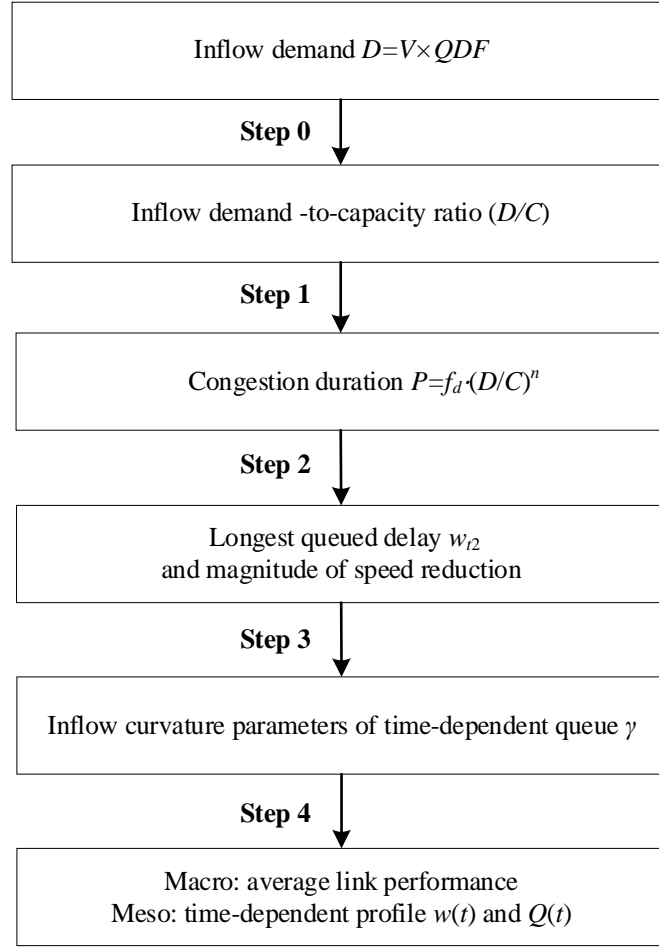 Inflow demand D=V×QDF
Step 0
Inflow demand -to-capacity ratio (D/C)
Step 1
Congestion duration P=f_d·(D/C)^n
Step 2
Longest queued delay w_t2
and magnitude of speed reduction
Step 3
Inflow curvature parameters of time-dependent queue γ
Step 4
Macro: average link performance
Meso: time-dependent profile w(t) and Q(t)